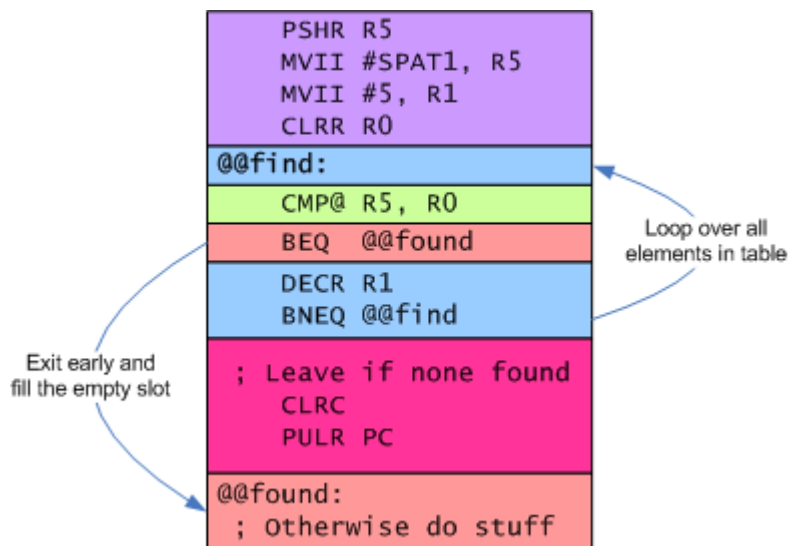 PSHR R5
MVII #SPAT1, R5
MVII #5, R1
CLRR R0
@@find:
CMP@ R5, R0
BEQ @@found
DECR R1
BNEQ @@find
; Leave if none found
CLRC
PULR PC
@@found:
; Otherwise do stuff
Loop over all
elements in table
Exit early and
fill the empty slot